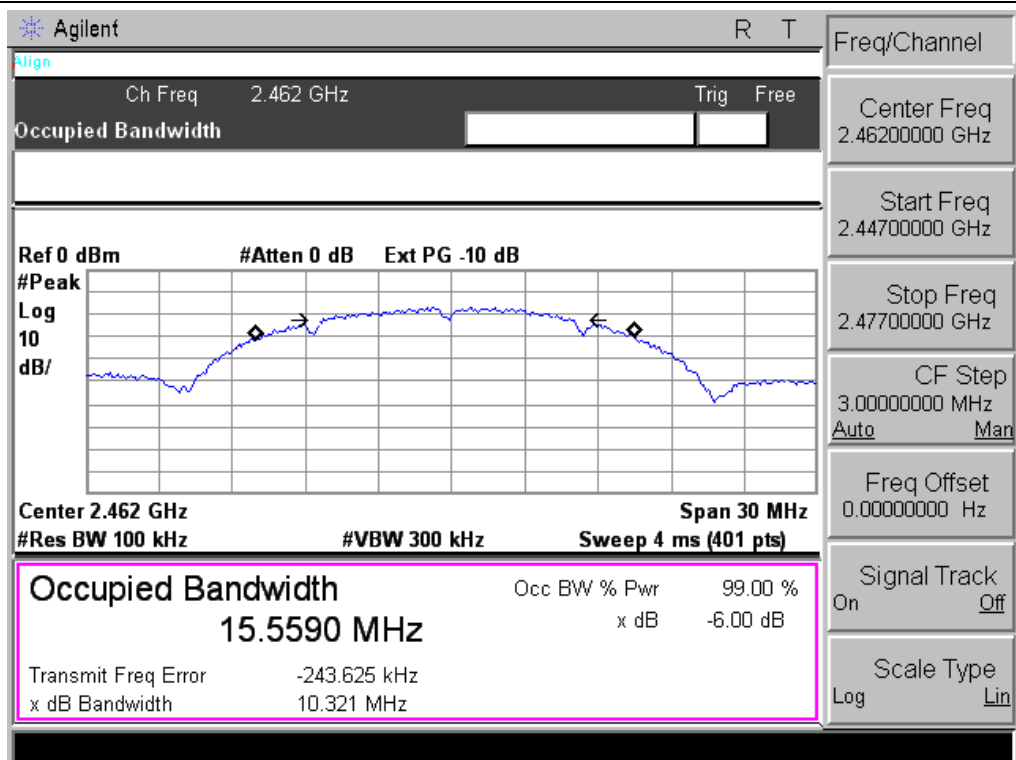 Agilent R T
Align
Ch Freq 2.462 GHz Trig Free
Occupied Bandwidth
Ref 0 dBm #Atten 0 dB Ext PG -10 dB
#Peak
Log
10
dB/
Center 2.462 GHz Span 30 MHz
#Res BW 100 kHz #VBW 300 kHz Sweep 4 ms (401 pts)
Occupied Bandwidth
15.5590 MHz
Occ BW % Pwr 99.00 %
x dB -6.00 dB
Transmit Freq Error -243.625 kHz
x dB Bandwidth 10.321 MHz
Freq/Channel
Center Freq
2.46200000 GHz
Start Freq
2.44700000 GHz
Stop Freq
2.47700000 GHz
CF Step
3.00000000 MHz
Auto Man
Freq Offset
0.00000000 Hz
Signal Track
On Off
Scale Type
Log Lin